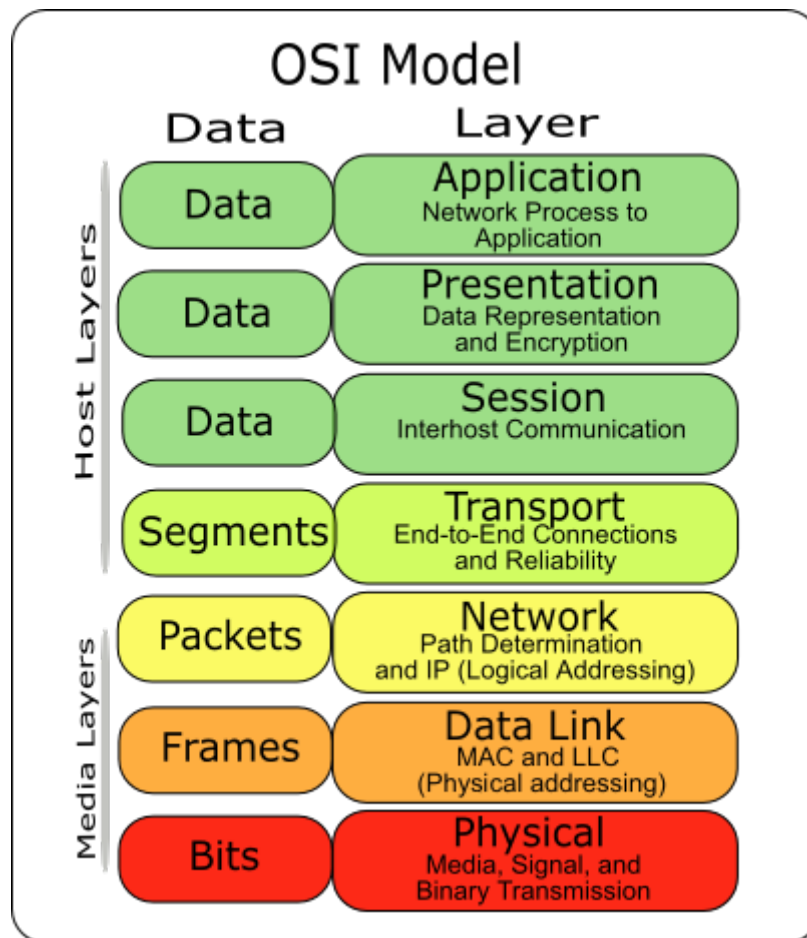 OSI Model
Data
Layer
Host Layers
Data
Application
Network Process to
Application
Data
Presentation
Data Representation
and Encryption
Data
Session
Interhost Communication
Segments
Transport
End-to-End Connections
and Reliability
Media Layers
Packets
Network
Path Determination
and IP (Logical Addressing)
Frames
Data Link
MAC and LLC
(Physical addressing)
Bits
Physical
Media, Signal, and
Binary Transmission